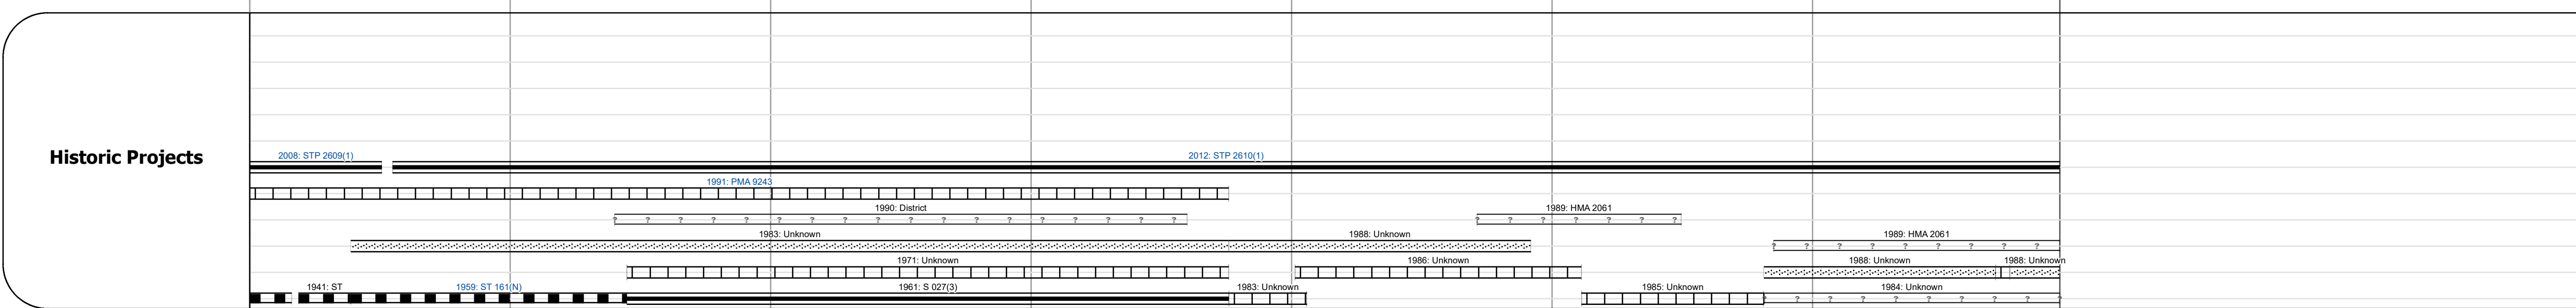 Historic Projects
2008: STP 2609(1) 2012: STP 2610(1)
1991: PMA 9243
1990: District 1989: HMA 2061
1983: Unknown 1988: Unknown 1989: HMA 2061
1971: Unknown 1986: Unknown 1988: Unknown 1988: Unknown
1941: ST 1959: ST 161(N) 1961: S 027(3) 1983: Unknown 1985: Unknown 1984: Unknown